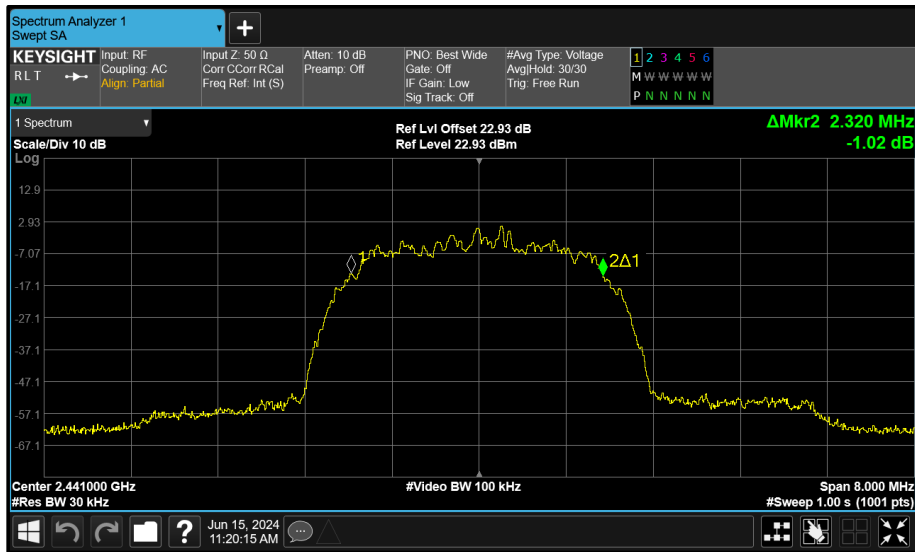 Spectrum Analyzer 1
Swept SA
KEYSIGHT
R L T
LXI
Input: RF
Coupling: AC
Align: Partial
Input Z: 50 Ω
Corr CCorr RCal
Freq Ref: Int (S)
Atten: 10 dB
Preamp: Off
PNO: Best Wide
Gate: Off
IF Gain: Low
Sig Track: Off
#Avg Type: Voltage
Avg|Hold: 30/30
Trig: Free Run
1 2 3 4 5 6
M W W W W W
P N N N N N
1 Spectrum
Scale/Div 10 dB
Ref Lvl Offset 22.93 dB
Ref Level 22.93 dBm
ΔMkr2 2.320 MHz
-1.02 dB
Log
12.9
2.93
-7.07
-17.1
-27.1
-37.1
-47.1
-57.1
-67.1
1
2Δ1
Center 2.441000 GHz
#Video BW 100 kHz
Span 8.000 MHz
#Res BW 30 kHz
#Sweep 1.00 s (1001 pts)
?
Jun 15, 2024
11:20:15 AM